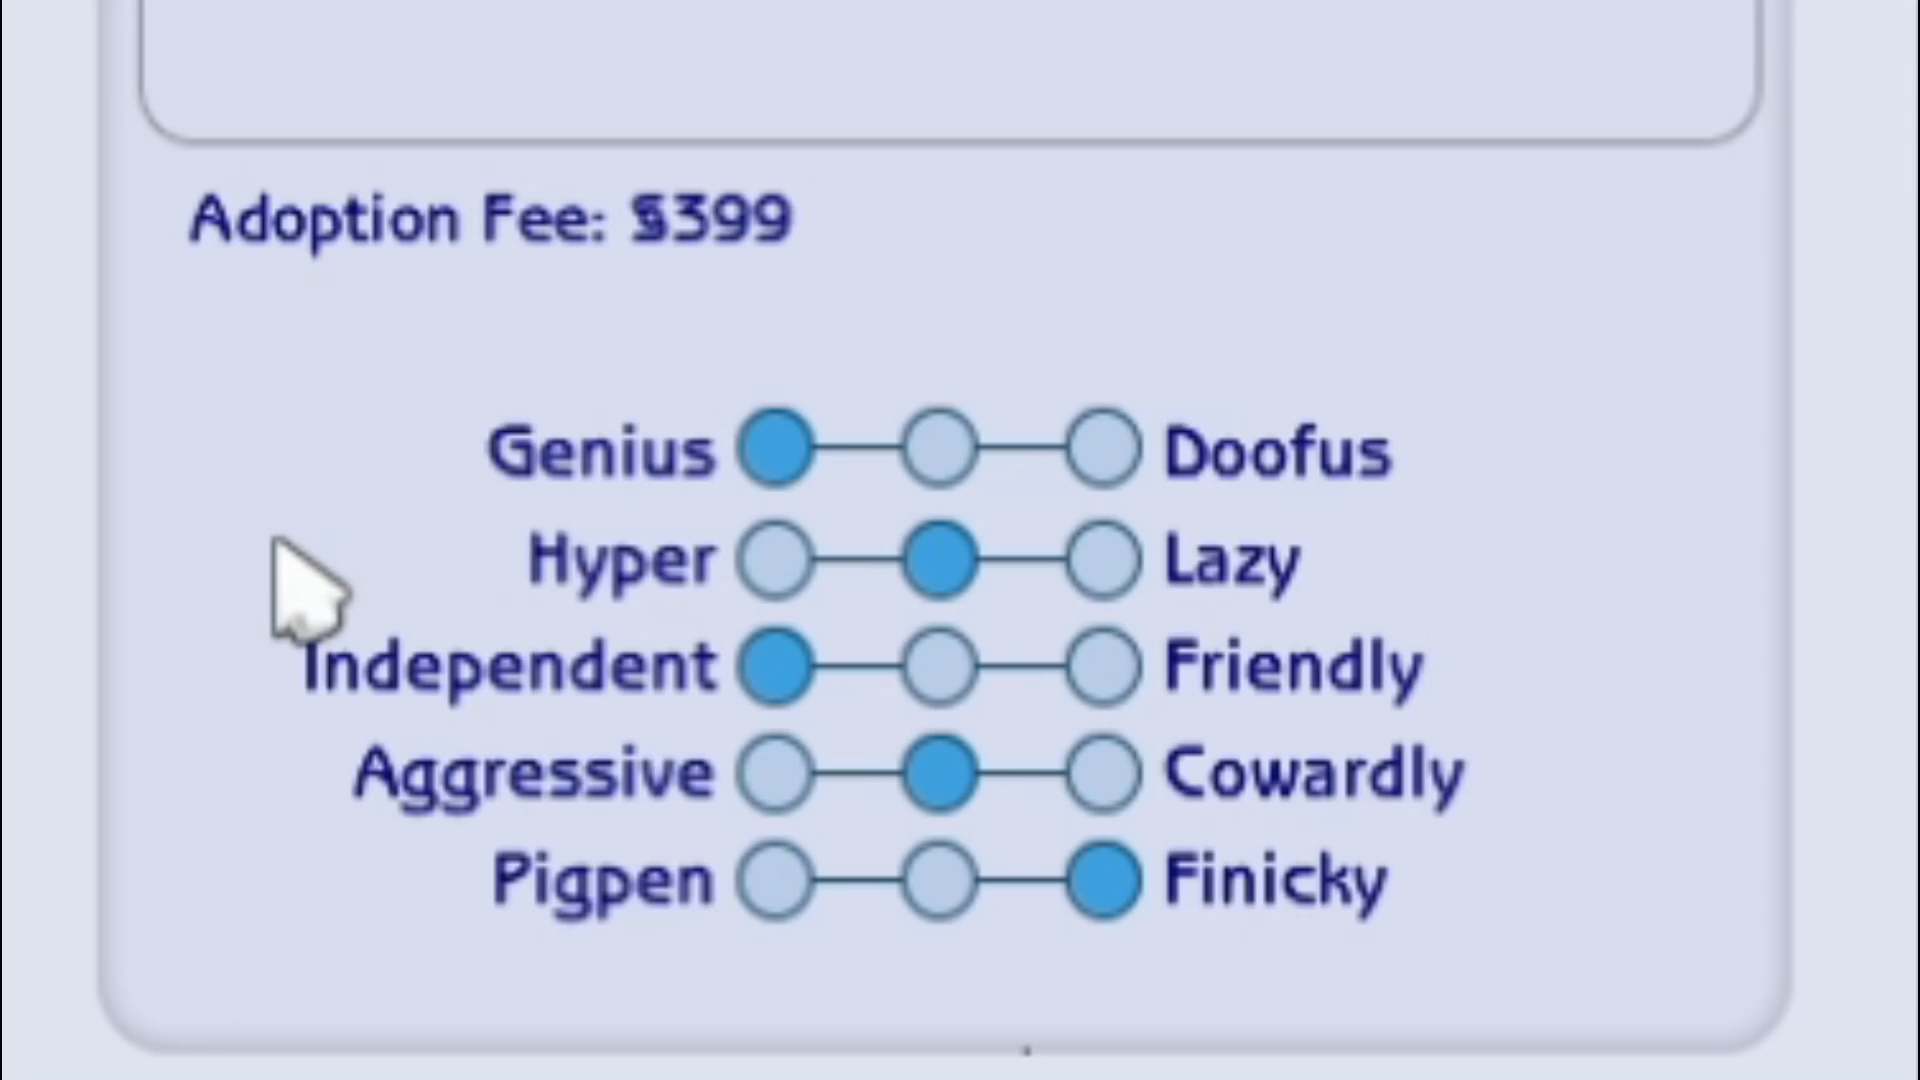 Adoption Fee: §399
Genius Doofus
Hyper Lazy
Independent Friendly
Aggressive Cowardly
Pigpen Finicky